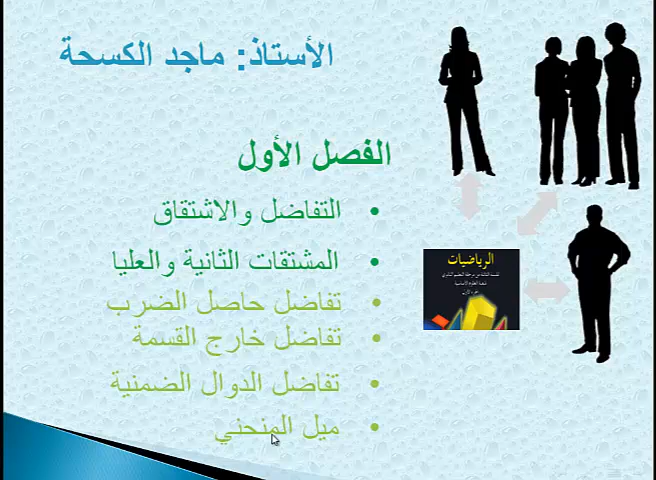 الأستاذ: ماجد الكسحة
الفصل الأول
• التفاضل والاشتقاق
• المشتقات الثانية والعليا
• تفاضل حاصل الضرب
• تفاضل خارج القسمة
• تفاضل الدوال الضمنية
• ميل المنحني
الرياضيات